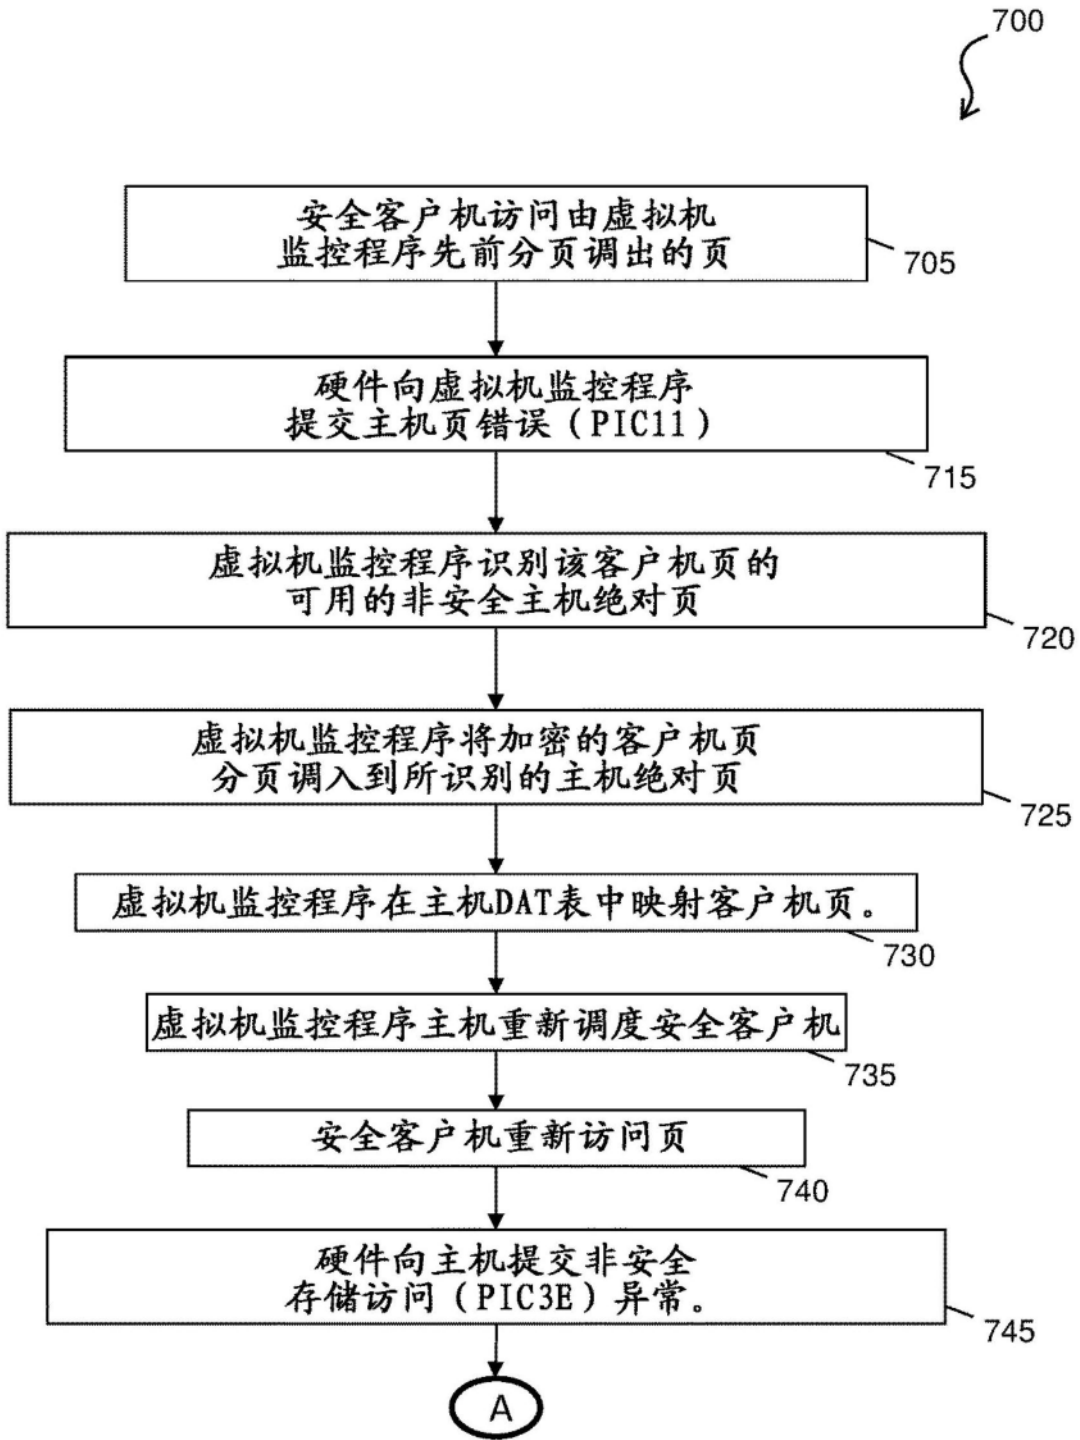 700
安全客户机访问由虚拟机
监控程序先前分页调出的页
705
硬件向虚拟机监控程序
提交主机页错误（PIC11）
715
虚拟机监控程序识别该客户机页的
可用的非安全主机绝对页
720
虚拟机监控程序将加密的客户机页
分页调入到所识别的主机绝对页
725
虚拟机监控程序在主机DAT表中映射客户机页。
730
虚拟机监控程序主机重新调度安全客户机
735
安全客户机重新访问页
740
硬件向主机提交非安全
存储访问（PIC3E）异常。
745
A